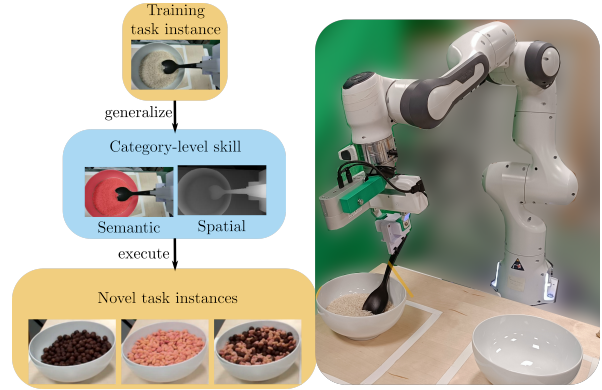 Training
task instance
generalize
Category-level skill
Semantic
Spatial
execute
Novel task instances